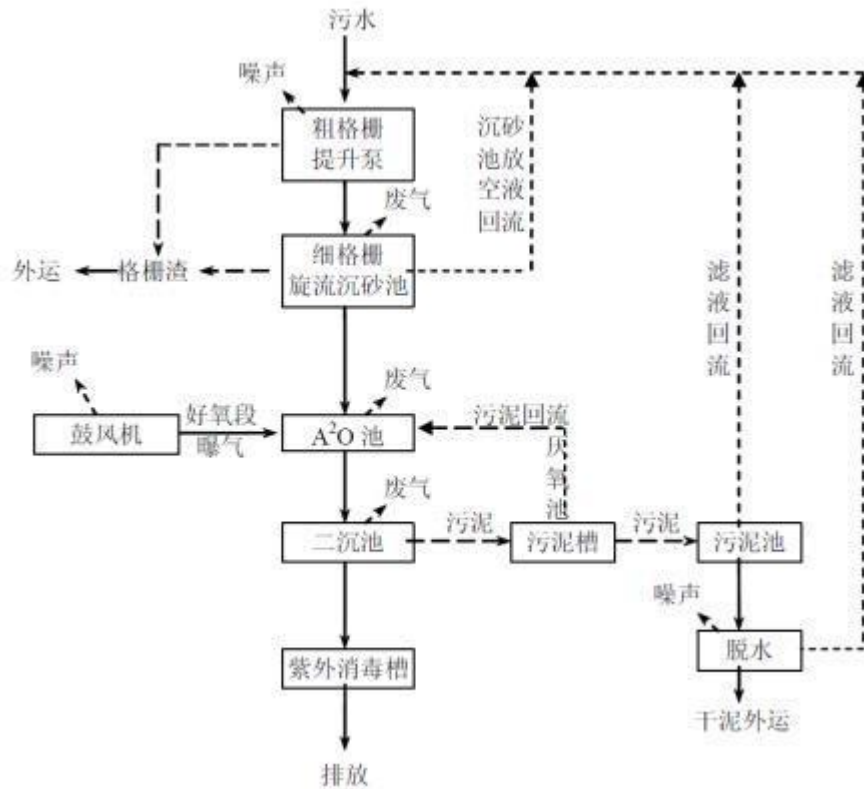 污水
噪声
粗格栅
提升泵
沉砂
池放
空液
回流
废气
细格栅
旋流沉砂池
外运
格栅渣
滤
液
回
流
滤
液
回
流
噪声
废气
鼓风机
好氧段
曝气
A²O 池
污泥回流
厌
氧
池
废气
二沉池
污泥
污泥槽
污泥
污泥池
噪声
脱水
紫外消毒槽
干泥外运
排放